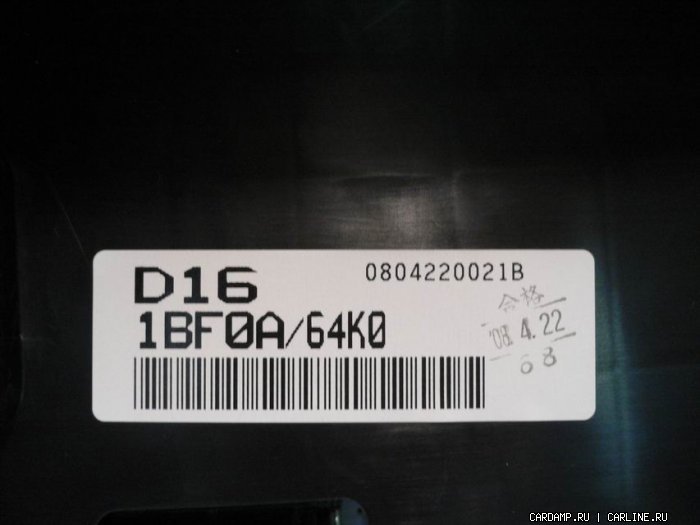 D16 0804220021B
1BF0A/64K0
合格
'08.4.22
68
CARDAMP.RU | CARLINE.RU